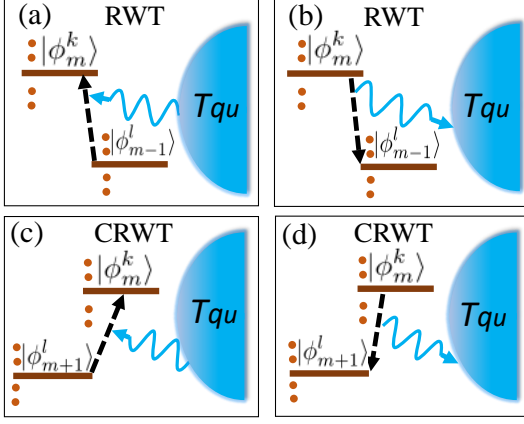 (a) RWT
|ϕ_m^k⟩
Tqu
|ϕ_{m−1}^l⟩
(b) RWT
|ϕ_m^k⟩
Tqu
|ϕ_{m−1}^l⟩
(c) CRWT
|ϕ_m^k⟩
Tqu
|ϕ_{m+1}^l⟩
(d) CRWT
|ϕ_m^k⟩
Tqu
|ϕ_{m+1}^l⟩